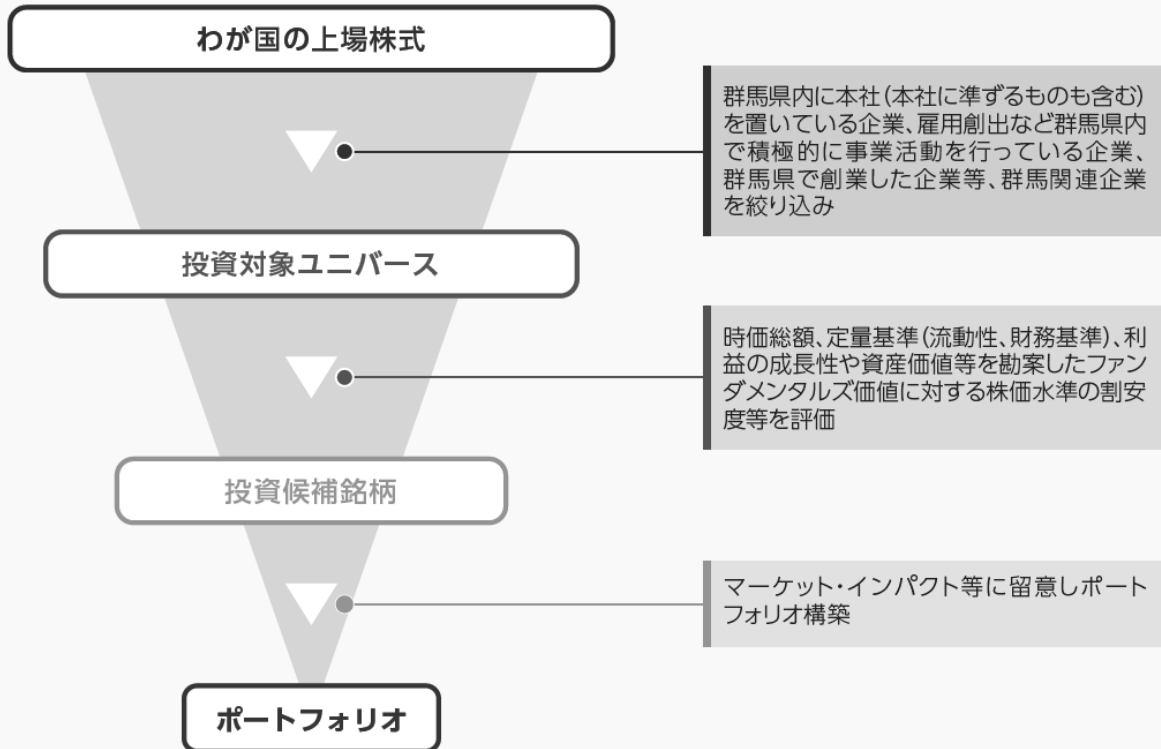 わが国の上場株式
群馬県内に本社(本社に準ずるものも含む)
を置いている企業、雇用創出など群馬県内
で積極的に事業活動を行っている企業、
群馬県で創業した企業等、群馬関連企業
を絞り込み
投資対象ユニバース
時価総額、定量基準(流動性、財務基準)、利
益の成長性や資産価値等を勘案したファン
ダメンタルズ価値に対する株価水準の割安
度等を評価
投資候補銘柄
マーケット・インパクト等に留意しポート
フォリオ構築
ポートフォリオ